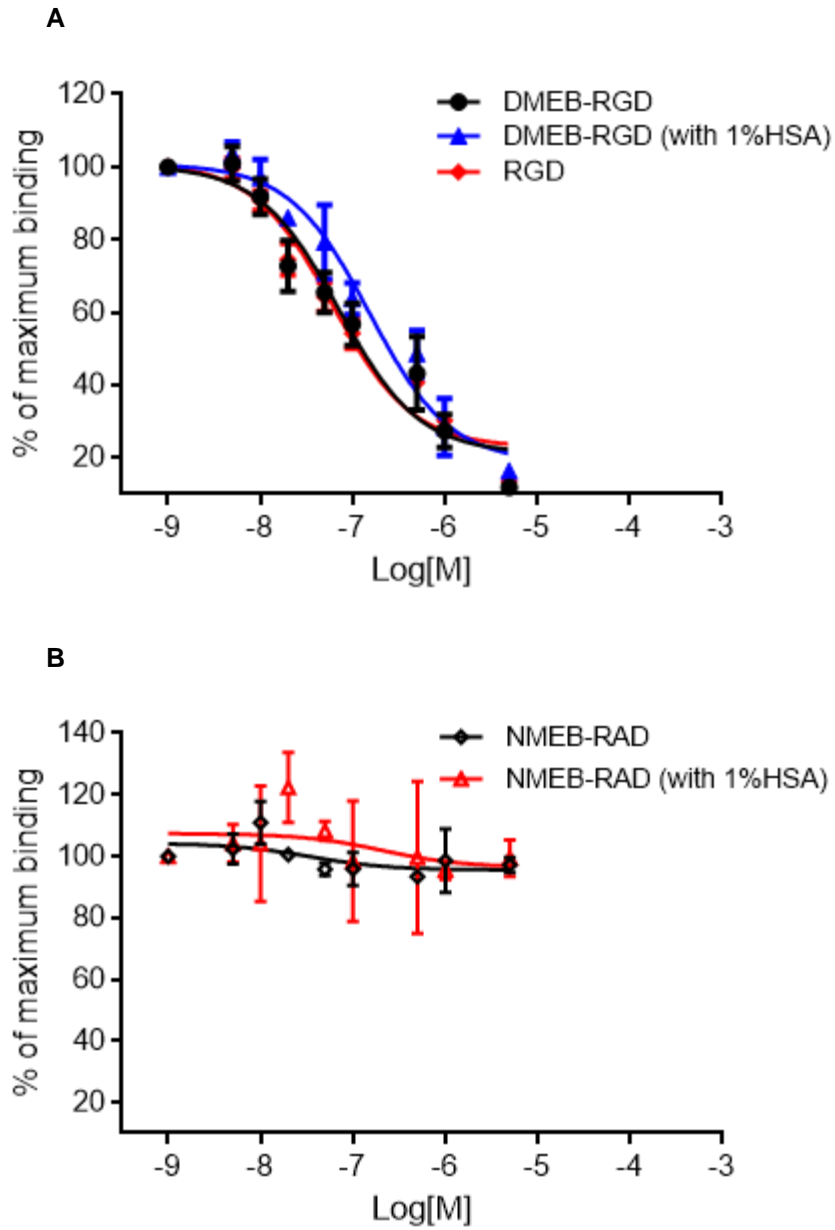 A
120
100
80
60
40
20
% of maximum binding
DMEB-RGD
DMEB-RGD (with 1%HSA)
RGD
-9 -8 -7 -6 -5 -4 -3
Log[M]
B
140
120
100
80
60
40
20
% of maximum binding
NMEB-RAD
NMEB-RAD (with 1%HSA)
-9 -8 -7 -6 -5 -4 -3
Log[M]